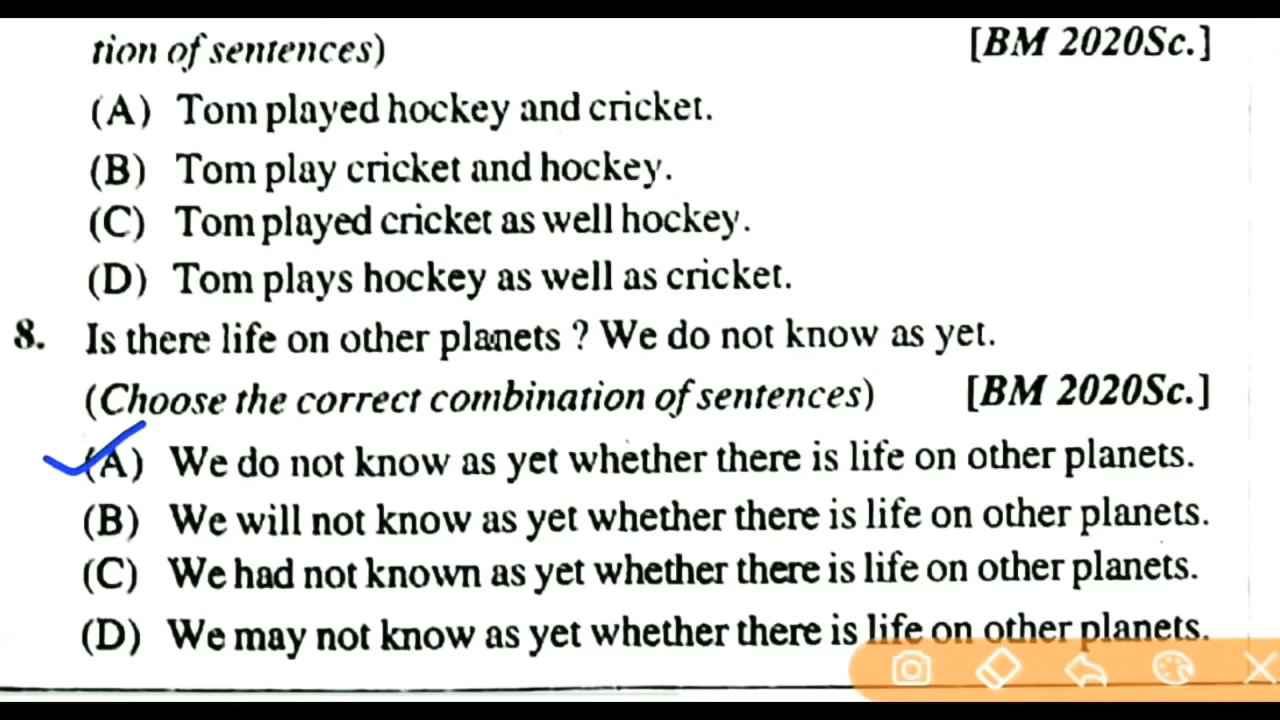 tion of sentences) [BM 2020Sc.]
(A) Tom played hockey and cricket.
(B) Tom play cricket and hockey.
(C) Tom played cricket as well hockey.
(D) Tom plays hockey as well as cricket.
8. Is there life on other planets ? We do not know as yet.
(Choose the correct combination of sentences) [BM 2020Sc.]
(A) We do not know as yet whether there is life on other planets.
(B) We will not know as yet whether there is life on other planets.
(C) We had not known as yet whether there is life on other planets.
(D) We may not know as yet whether there is life on other planets.